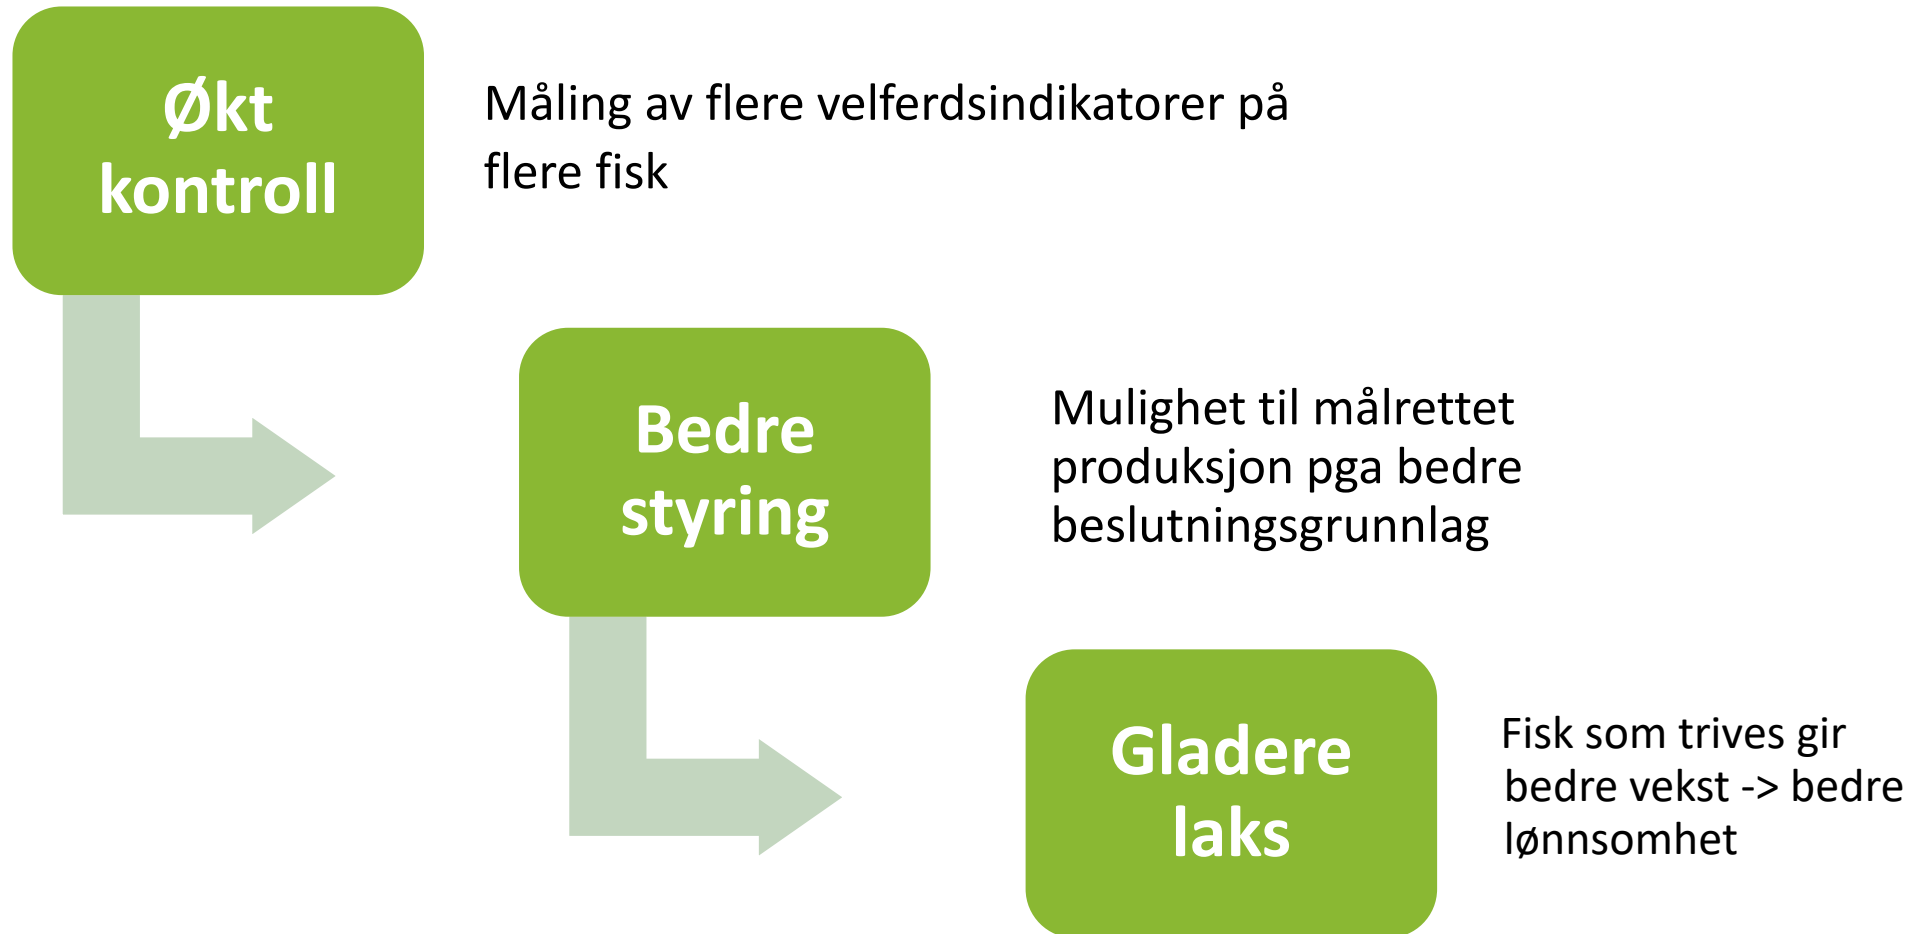 Økt
kontroll
Måling av flere velferdsindikatorer på
flere fisk
Bedre
styring
Mulighet til målrettet
produksjon pga bedre
beslutningsgrunnlag
Gladere
laks
Fisk som trives gir
bedre vekst -> bedre
lønnsomhet